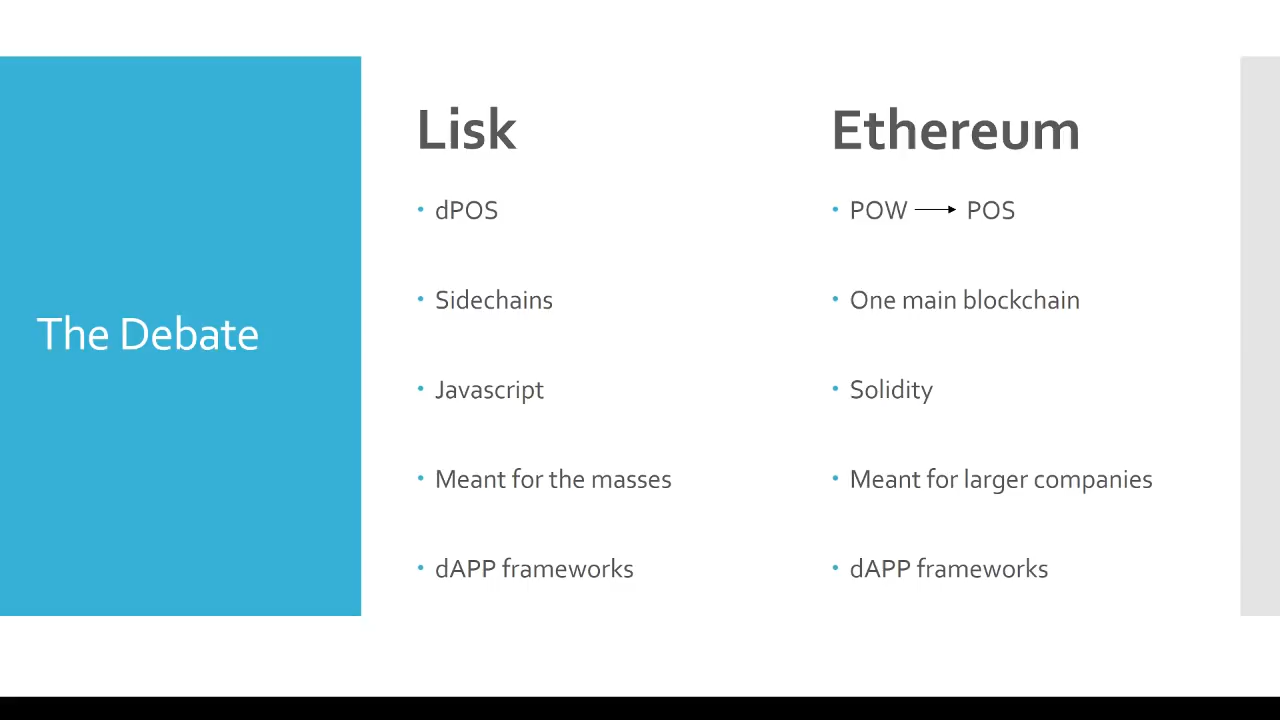 The Debate
Lisk
• dPOS
• Sidechains
• Javascript
• Meant for the masses
• dAPP frameworks
Ethereum
• POW → POS
• One main blockchain
• Solidity
• Meant for larger companies
• dAPP frameworks